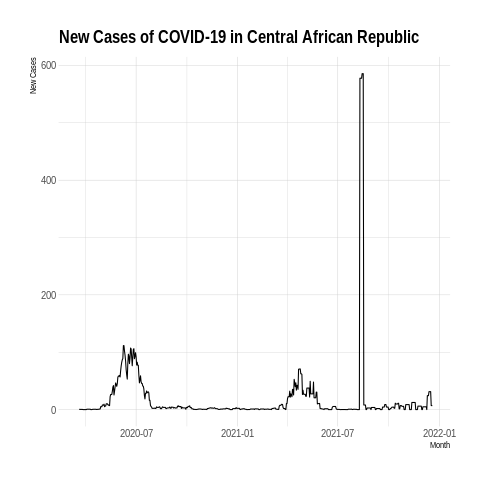 New Cases of COVID-19 in Central African Republic
New Cases
600
400
200
0
2020-07
2021-01
2021-07
2022-01
Month